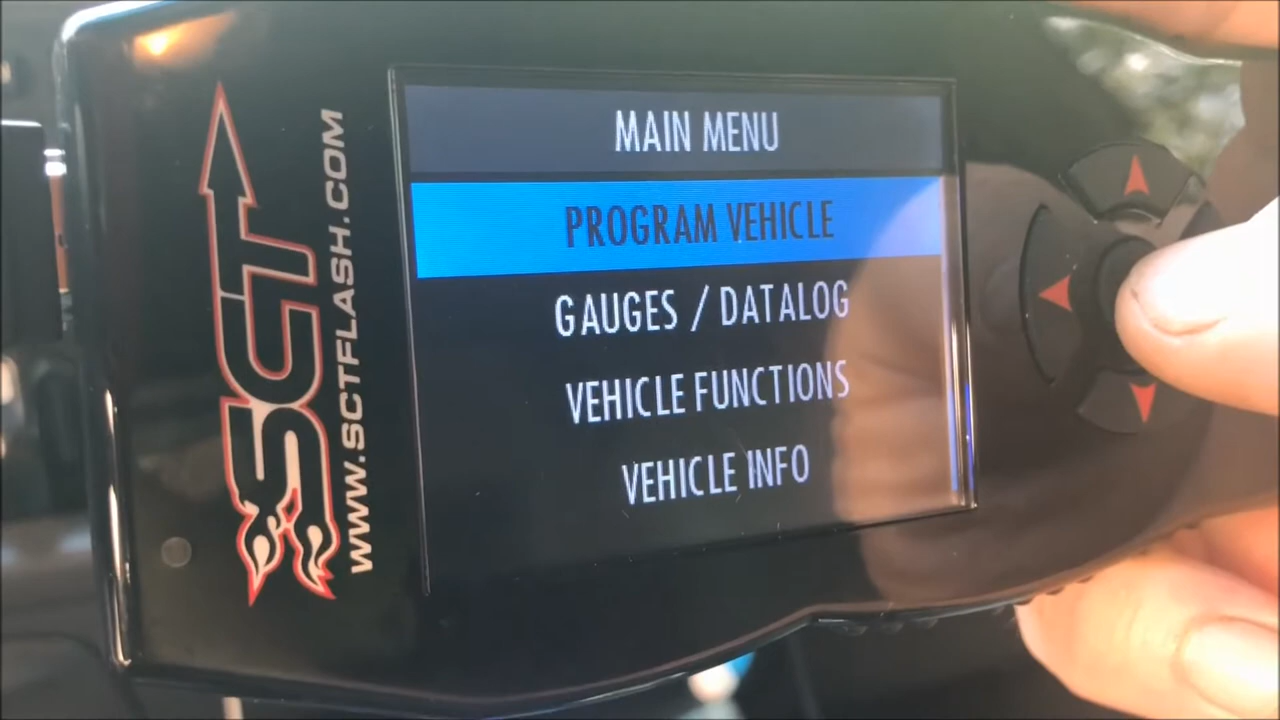 SCT
WWW.SCTFLASH.COM
MAIN MENU
PROGRAM VEHICLE
GAUGES / DATALOG
VEHICLE FUNCTIONS
VEHICLE INFO